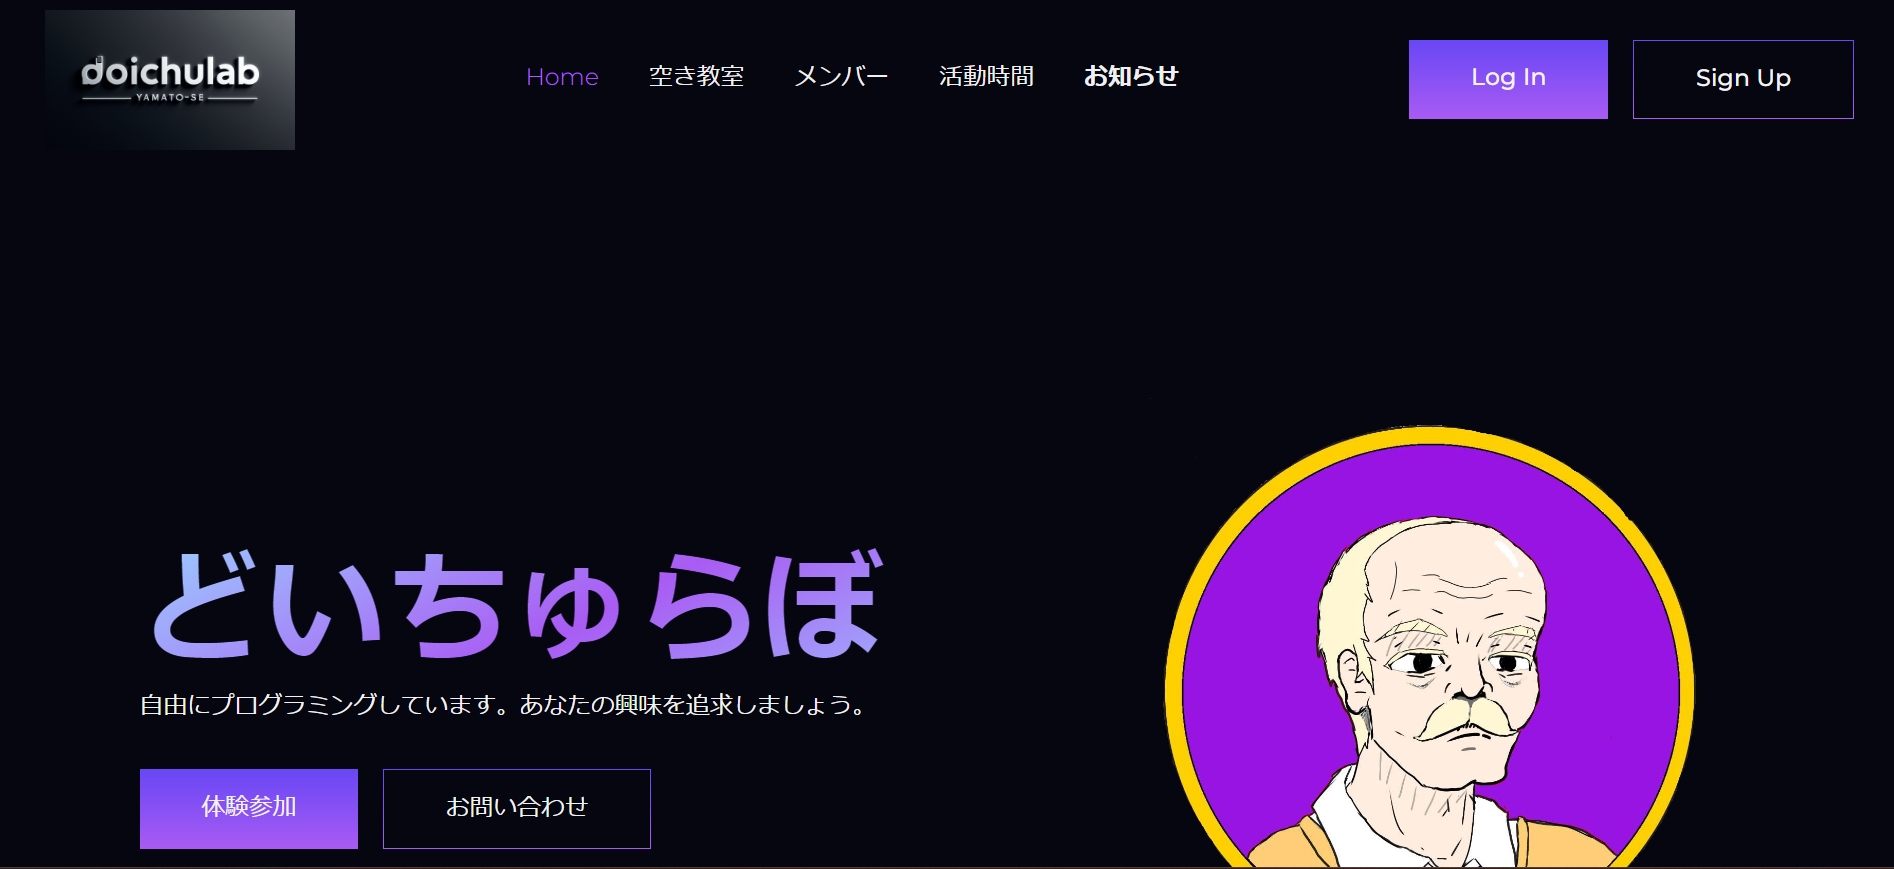 doichulab
YAMATO-SE
Home 空き教室 メンバー 活動時間 お知らせ
Log In Sign Up
どいちゅらぼ
自由にプログラミングしています。あなたの興味を追求しましょう。
体験参加 お問い合わせ